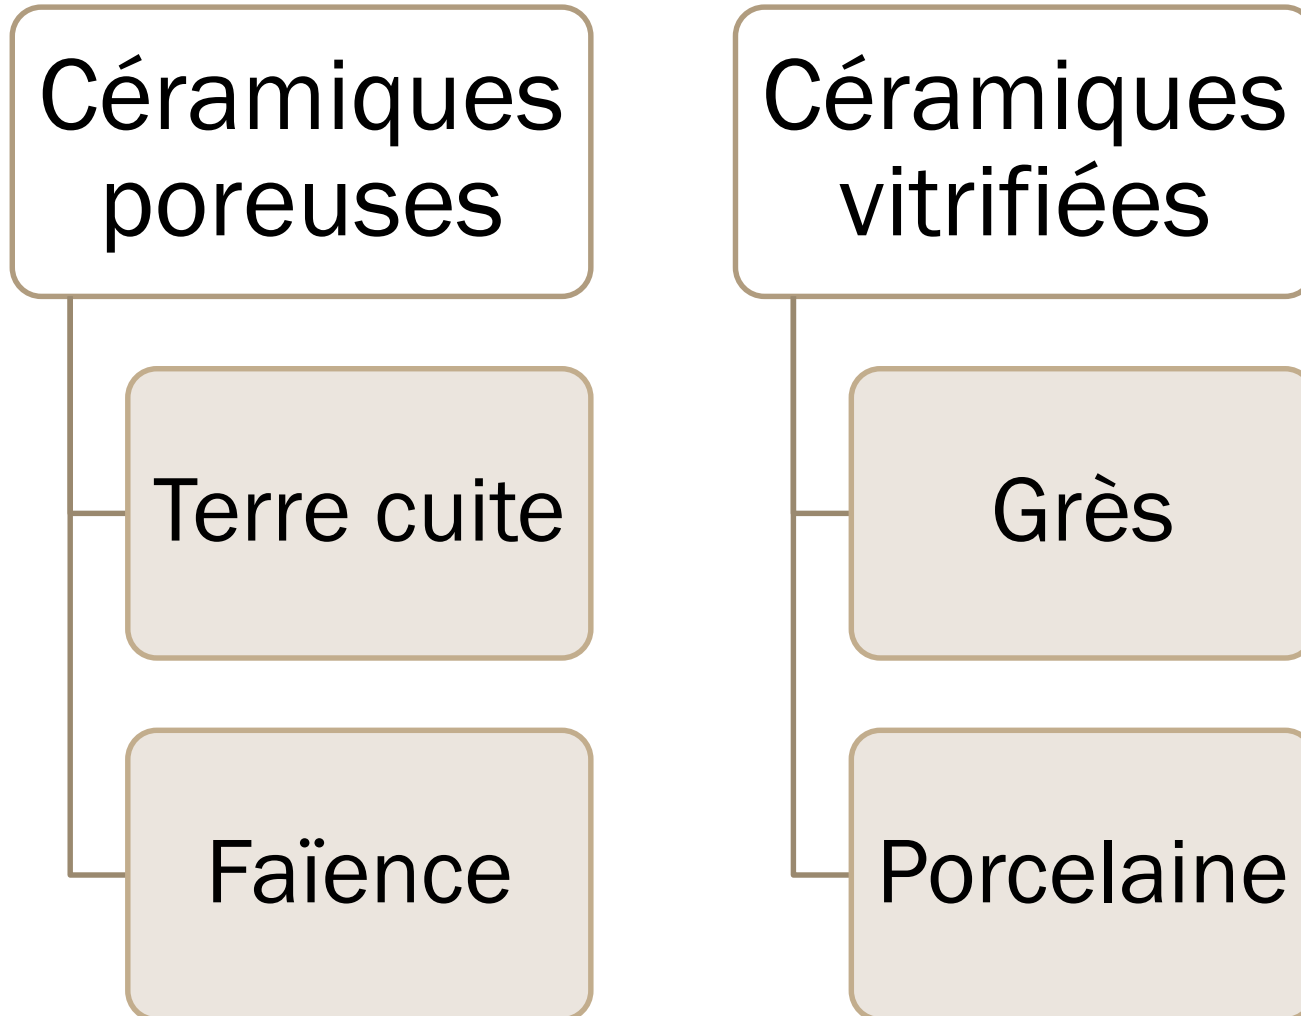 Céramiques
poreuses
Terre cuite
Faïence
Céramiques
vitrifiées
Grès
Porcelaine